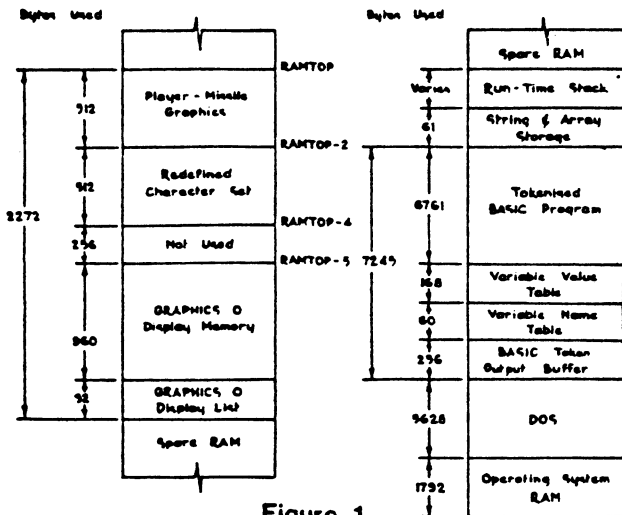 Bytes Used
RAMTOP
Player-Missile
Graphics
512
RAMTOP-2
Redefined
Character Set
512
RAMTOP-4
2272
256
Not Used
RAMTOP-5
GRAPHICS 0
Display Memory
960
GRAPHICS 0
Display List
32
Spare RAM
Bytes Used
Spare RAM
Varies
Run-Time Stack
61
String & Array
Storage
6761
Tokenised
BASIC Program
7245
168
Variable Value
Table
60
Variable Name
Table
256
BASIC Token
Output Buffer
5628
DOS
1792
Operating System
RAM
Figure 1